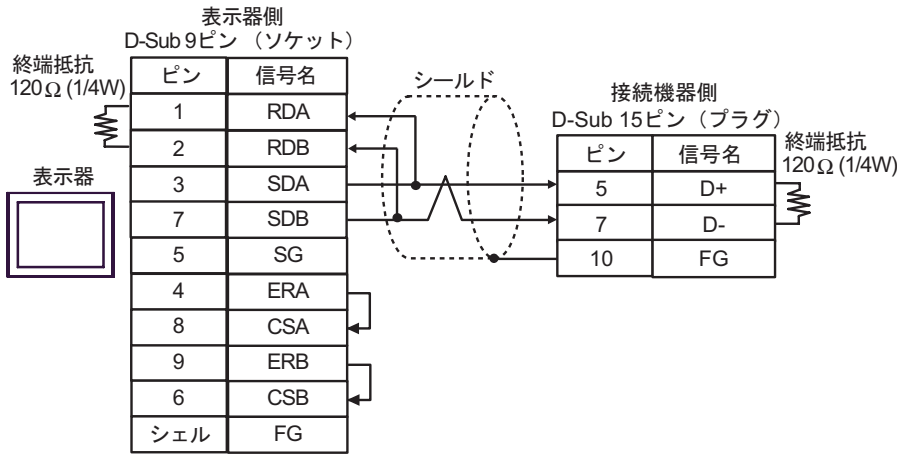 表示器側
D-Sub 9ピン （ソケット）
終端抵抗
120Ω (1/4W)
ピン 信号名
1 RDA
2 RDB
3 SDA
7 SDB
5 SG
4 ERA
8 CSA
9 ERB
6 CSB
シェル FG
表示器
シールド
接続機器側
D-Sub 15ピン（プラグ）
ピン 信号名
5 D+
7 D-
10 FG
終端抵抗
120Ω (1/4W)